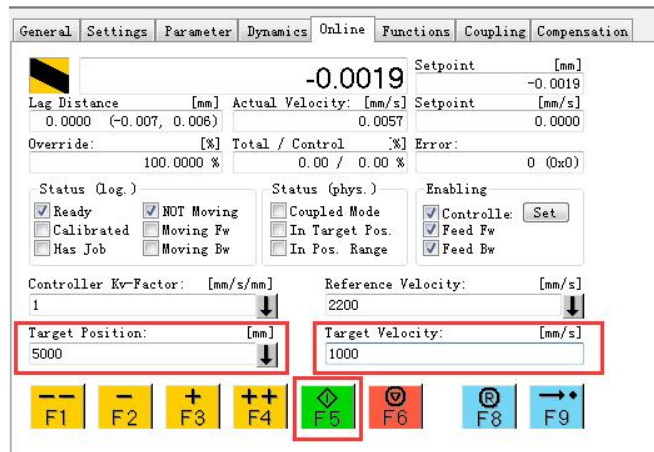 General Settings Parameter Dynamics Online Functions Coupling Compensation
-0.0019
Setpoint [mm]
-0.0019
Lag Distance [mm] Actual Velocity: [mm/s] Setpoint [mm/s]
0.0000 (-0.007, 0.006) 0.0057 0.0000
Override: [%] Total / Control [%] Error:
100.0000 % 0.00 / 0.00 % 0 (0x0)
Status (log.) Status (phys.) Enabling
Ready NOT Moving Coupled Mode Controlle: Set
Calibrated Moving Fw In Target Pos. Feed Fw
Has Job Moving Bw In Pos. Range Feed Bw
Controller Kv-Factor: [mm/s/mm] Reference Velocity: [mm/s]
1 2200
Target Position: [mm] Target Velocity: [mm/s]
5000 1000
-- - + ++ R
F1 F2 F3 F4 F5 F6 F8 F9